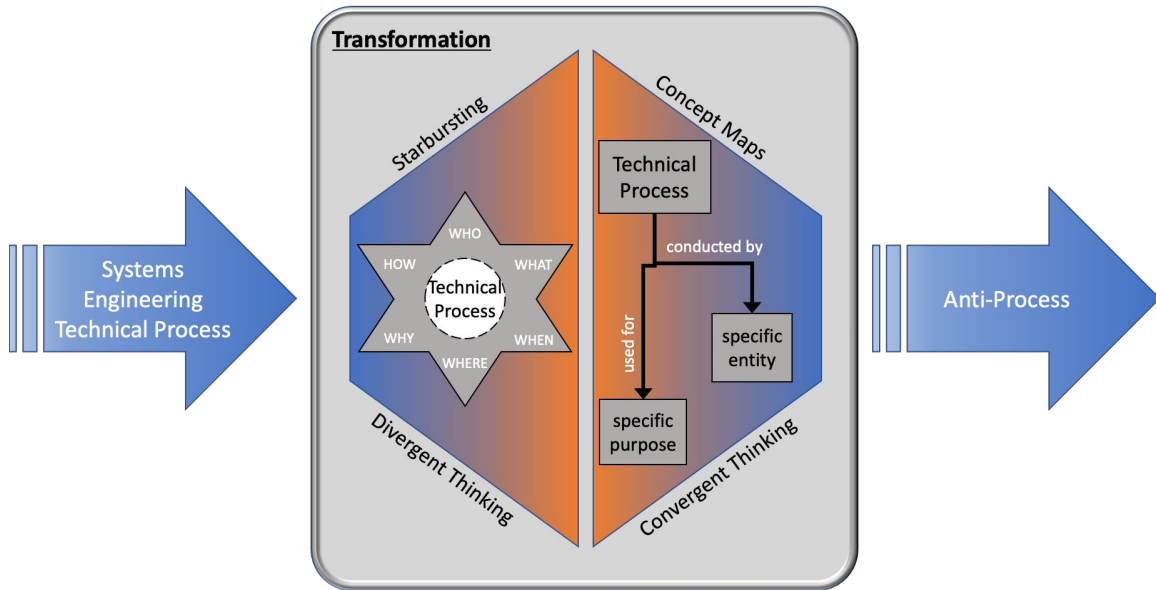 Transformation
Systems
Engineering
Technical Process
Starbursting
WHO
HOW
WHAT
Technical
Process
WHY
WHEN
WHERE
Divergent Thinking
Concept Maps
Technical
Process
conducted by
used for
specific
entity
specific
purpose
Convergent Thinking
Anti-Process